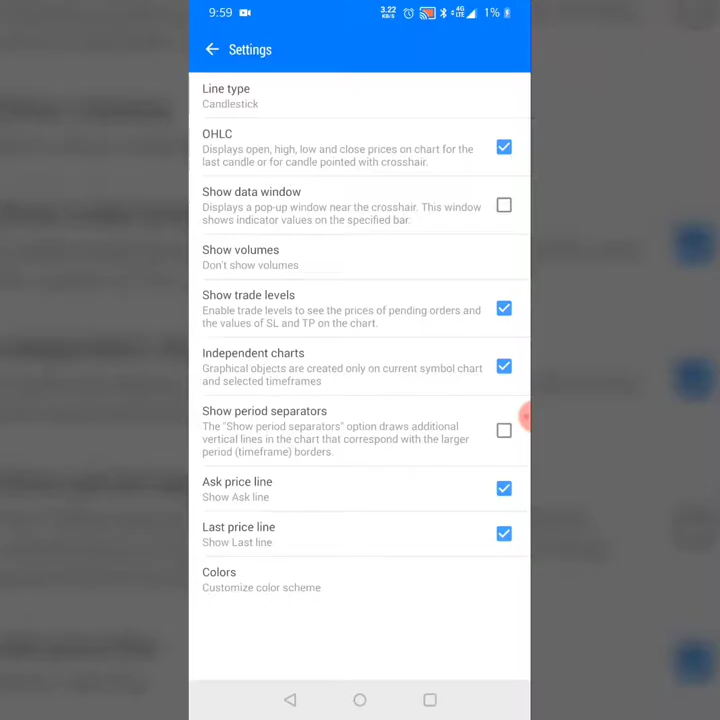 9:59 3.22 KB/S 4G LTE 1%
Settings
Line type
Candlestick
OHLC
Displays open, high, low and close prices on chart for the
last candle or for candle pointed with crosshair.
Show data window
Displays a pop-up window near the crosshair. This window
shows indicator values on the specified bar.
Show volumes
Don't show volumes
Show trade levels
Enable trade levels to see the prices of pending orders and
the values of SL and TP on the chart.
Independent charts
Graphical objects are created only on current symbol chart
and selected timeframes
Show period separators
The "Show period separators" option draws additional
vertical lines in the chart that correspond with the larger
period (timeframe) borders.
Ask price line
Show Ask line
Last price line
Show Last line
Colors
Customize color scheme